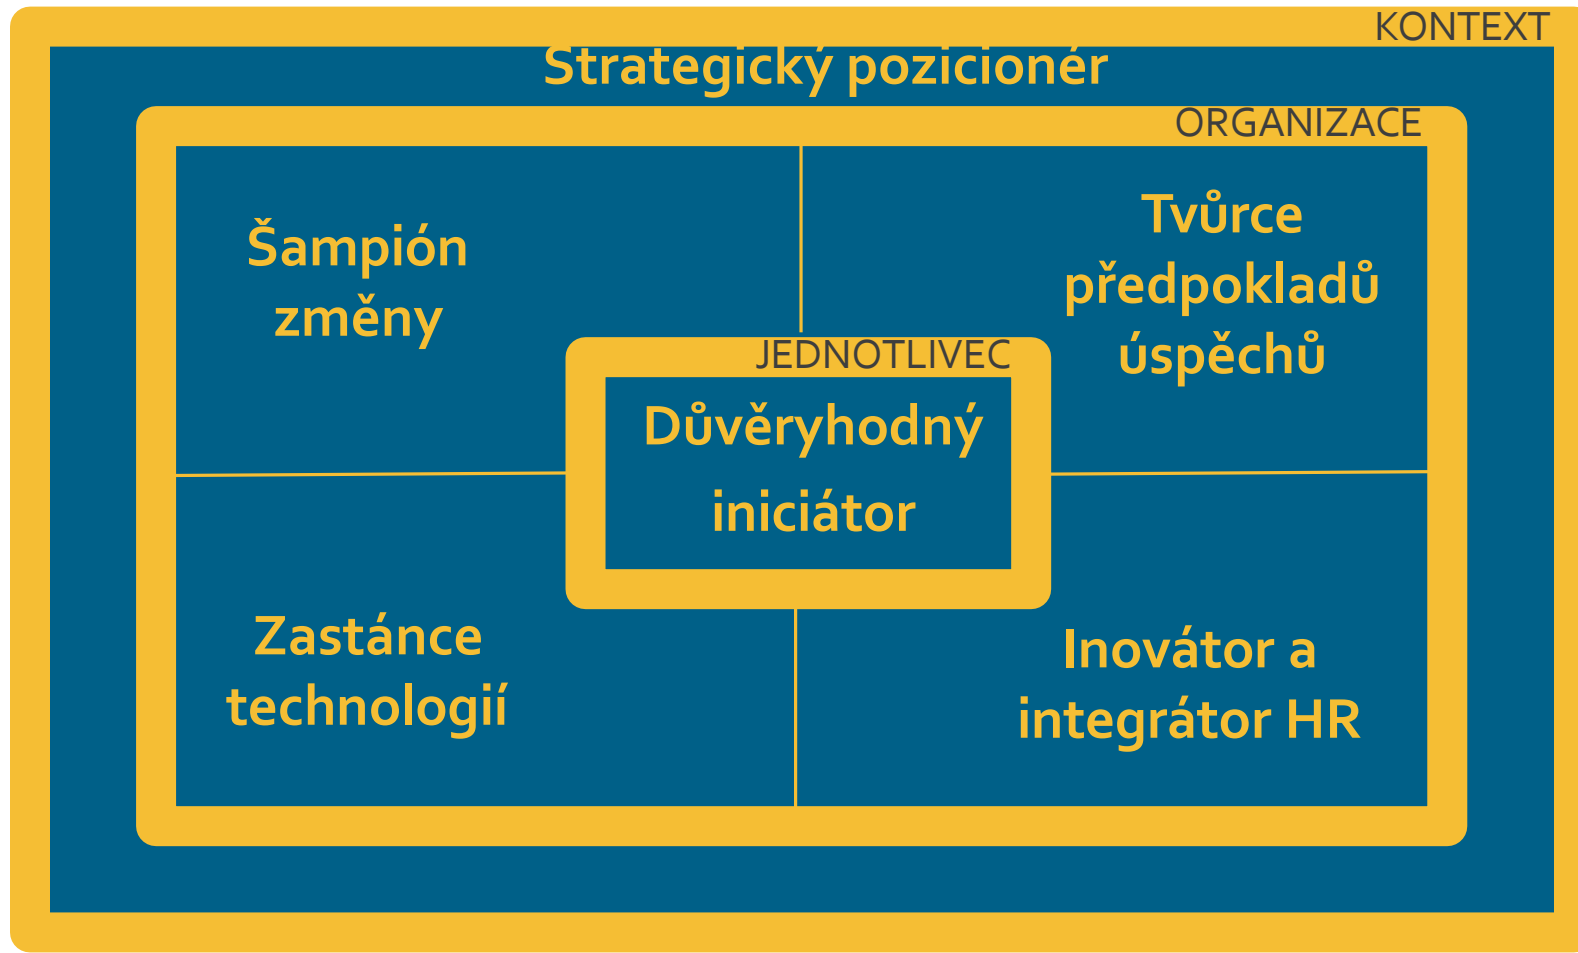 KONTEXT
Strategický pozicionér
ORGANIZACE
Šampión
změny
Tvůrce
předpokladů
úspěchů
JEDNOTLIVEC
Důvěryhodný
iniciátor
Zastánce
technologií
Inovátor a
integrátor HR